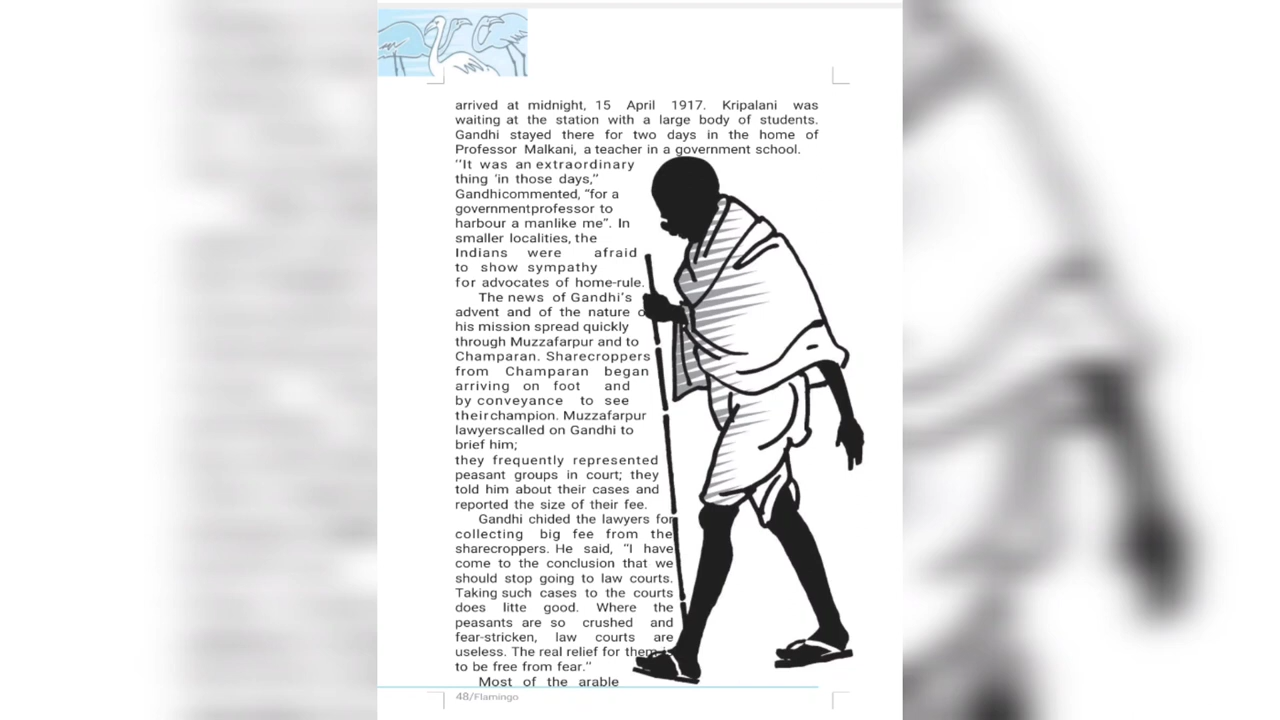 arrived at midnight, 15 April 1917. Kripalani was
waiting at the station with a large body of students.
Gandhi stayed there for two days in the home of
Professor Malkani, a teacher in a government school.
‘‘It was an extraordinary
thing ‘in those days,”
Gandhicommented, “for a
governmentprofessor to
harbour a manlike me”. In
smaller localities, the
Indians were afraid
to show sympathy
for advocates of home-rule.
The news of Gandhi’s
advent and of the nature o
his mission spread quickly
through Muzzafarpur and to
Champaran. Sharecroppers
from Champaran began
arriving on foot and
by conveyance to see
theirchampion. Muzzafarpur
lawyerscalled on Gandhi to
brief him;
they frequently represented
peasant groups in court; they
told him about their cases and
reported the size of their fee.
Gandhi chided the lawyers for
collecting big fee from the
sharecroppers. He said, “I have
come to the conclusion that we
should stop going to law courts.
Taking such cases to the courts
does litte good. Where the
peasants are so crushed and
fear-stricken, law courts are
useless. The real relief for them is
to be free from fear.”
Most of the arable
48/Flamingo